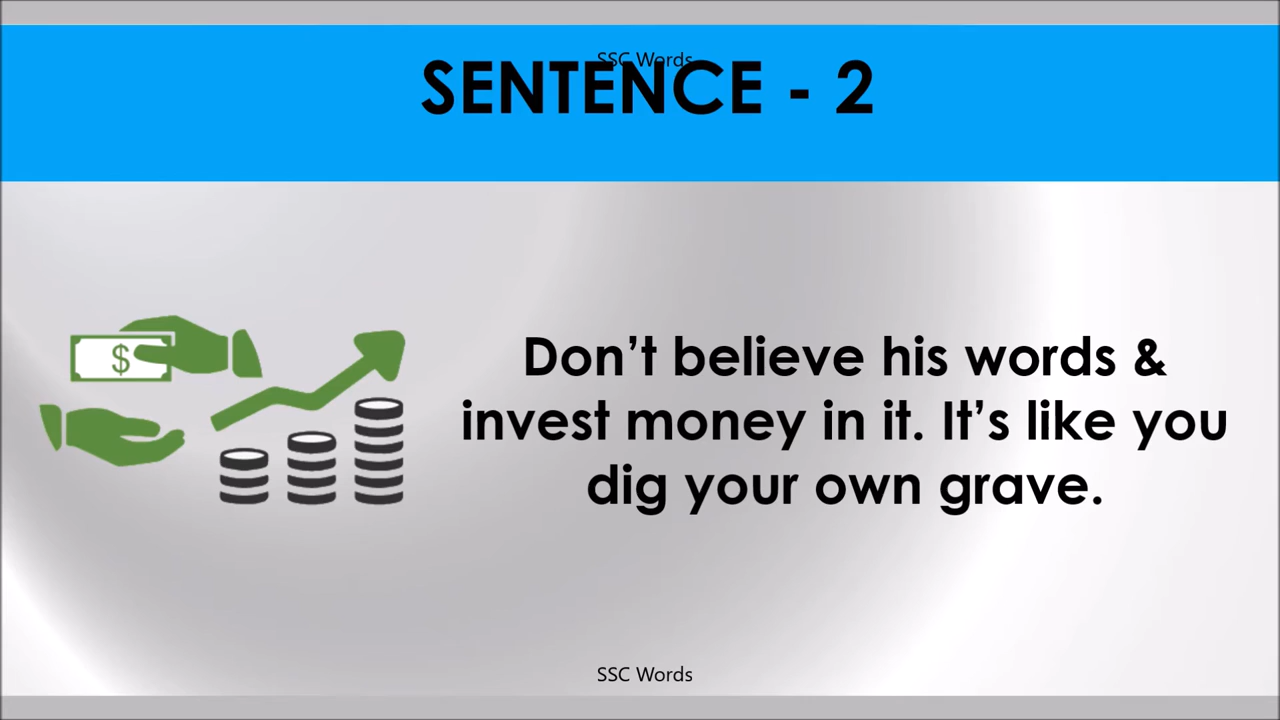 SSC Words
SENTENCE - 2
$
Don’t believe his words &
invest money in it. It’s like you
dig your own grave.
SSC Words